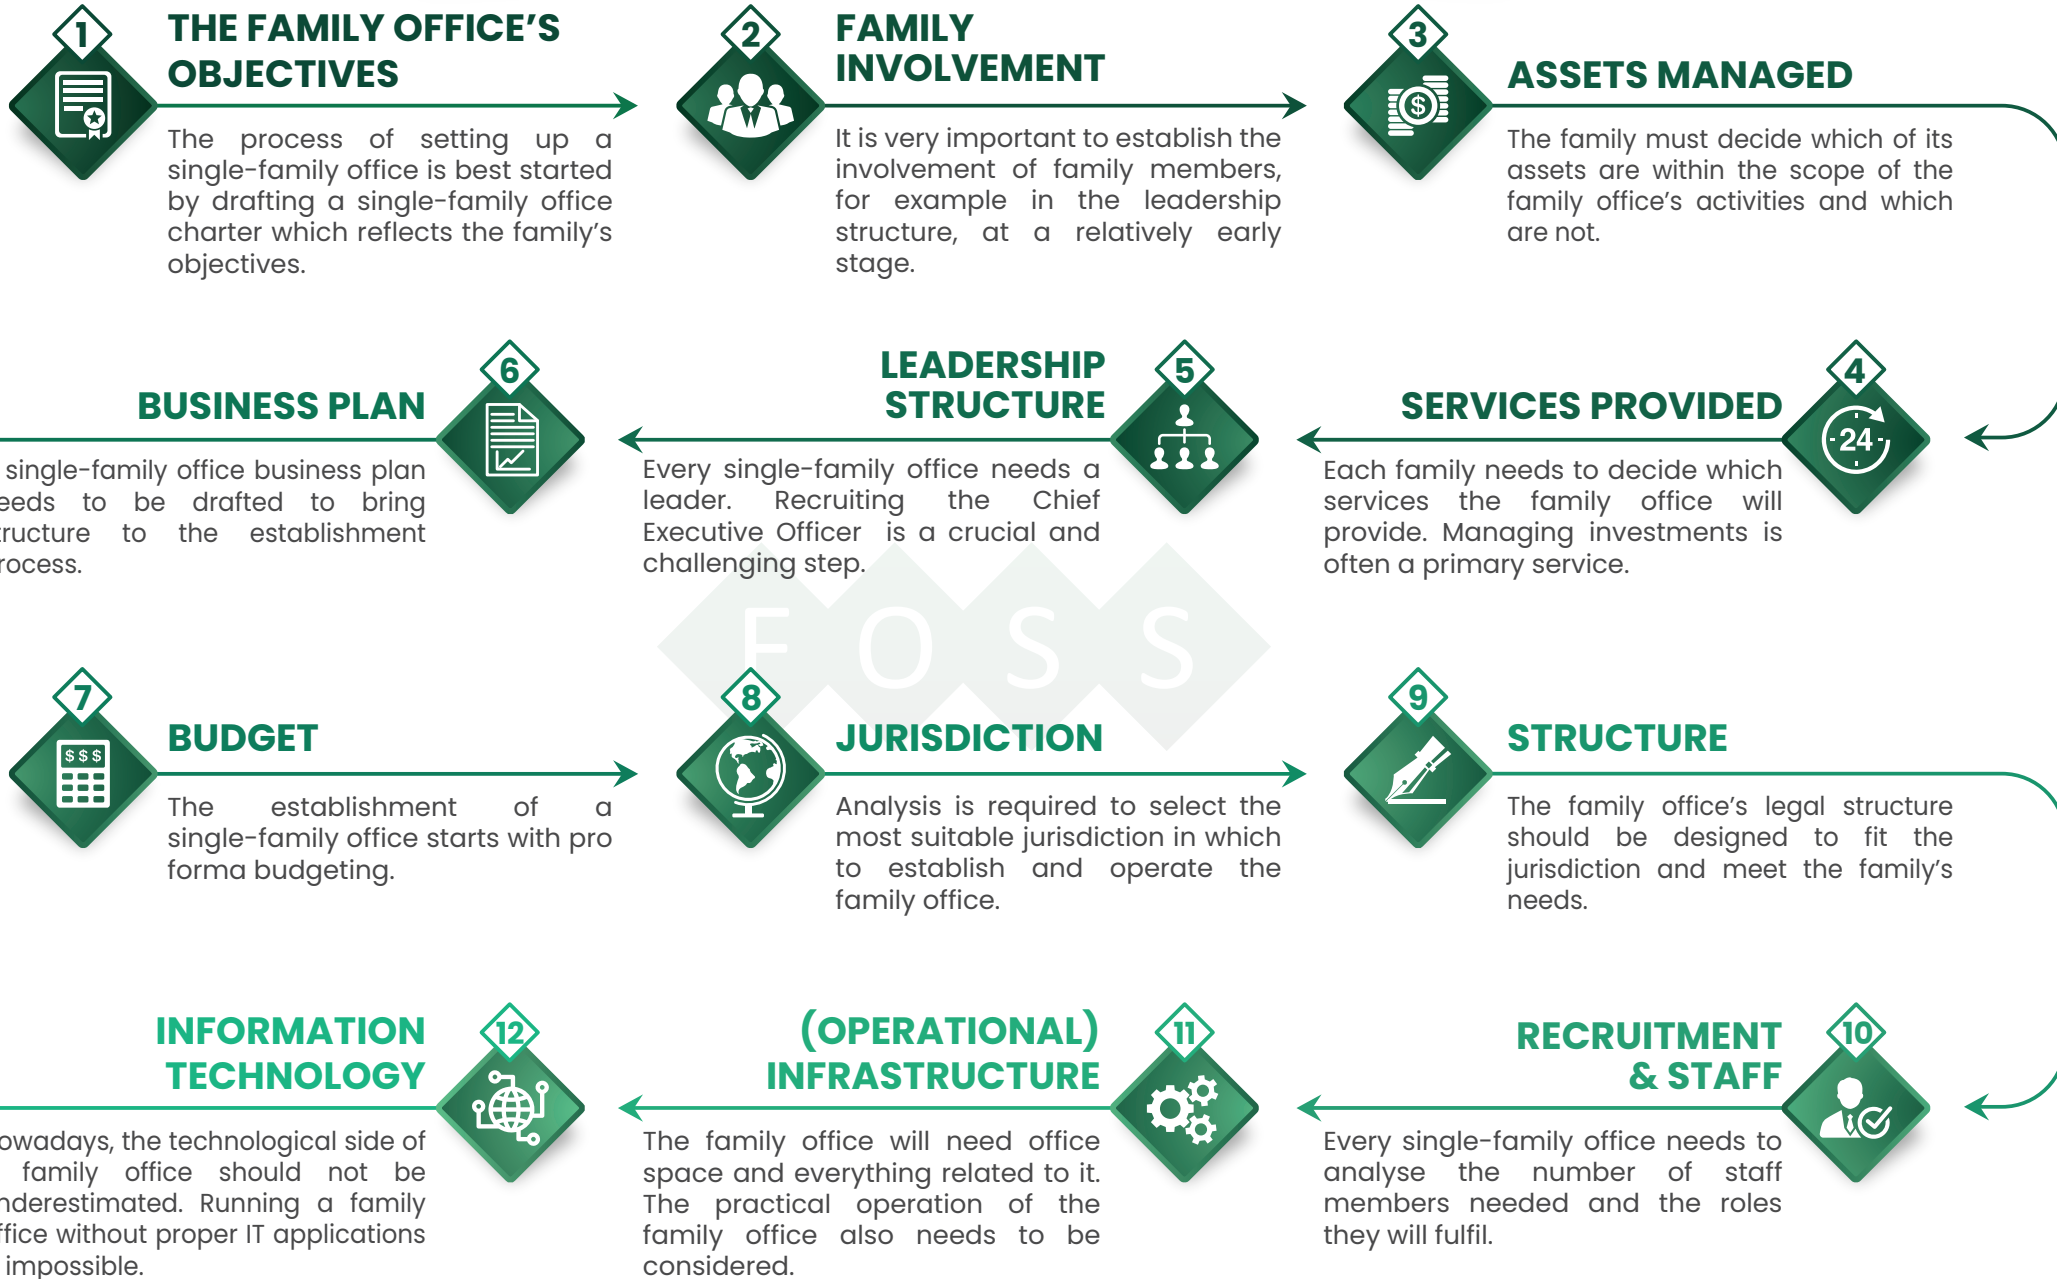 1
THE FAMILY OFFICE'S
OBJECTIVES
The process of setting up a
single-family office is best started
by drafting a single-family office
charter which reflects the family's
objectives.
2
FAMILY
INVOLVEMENT
It is very important to establish the
involvement of family members,
for example in the leadership
structure, at a relatively early
stage.
3
$
ASSETS MANAGED
The family must decide which of its
assets are within the scope of the
family office's activities and which
are not.
4
24
SERVICES PROVIDED
Each family needs to decide which
services the family office will
provide. Managing investments is
often a primary service.
5
LEADERSHIP
STRUCTURE
Every single-family office needs a
leader. Recruiting the Chief
Executive Officer is a crucial and
challenging step.
6
BUSINESS PLAN
single-family office business plan
to be drafted to bring
to the establishment
FOSS
7
$$$
BUDGET
The establishment of a
single-family office starts with pro
forma budgeting.
8
JURISDICTION
Analysis is required to select the
most suitable jurisdiction in which
to establish and operate the
family office.
9
STRUCTURE
The family office's legal structure
should be designed to fit the
jurisdiction and meet the family's
needs.
10
RECRUITMENT
& STAFF
Every single-family office needs to
analyse the number of staff
members needed and the roles
they will fulfil.
11
(OPERATIONAL)
INFRASTRUCTURE
The family office will need office
space and everything related to it.
The practical operation of the
family office also needs to be
considered.
12
INFORMATION
TECHNOLOGY
the technological side of
family office should not be
Running a family
without proper IT applications
impossible.